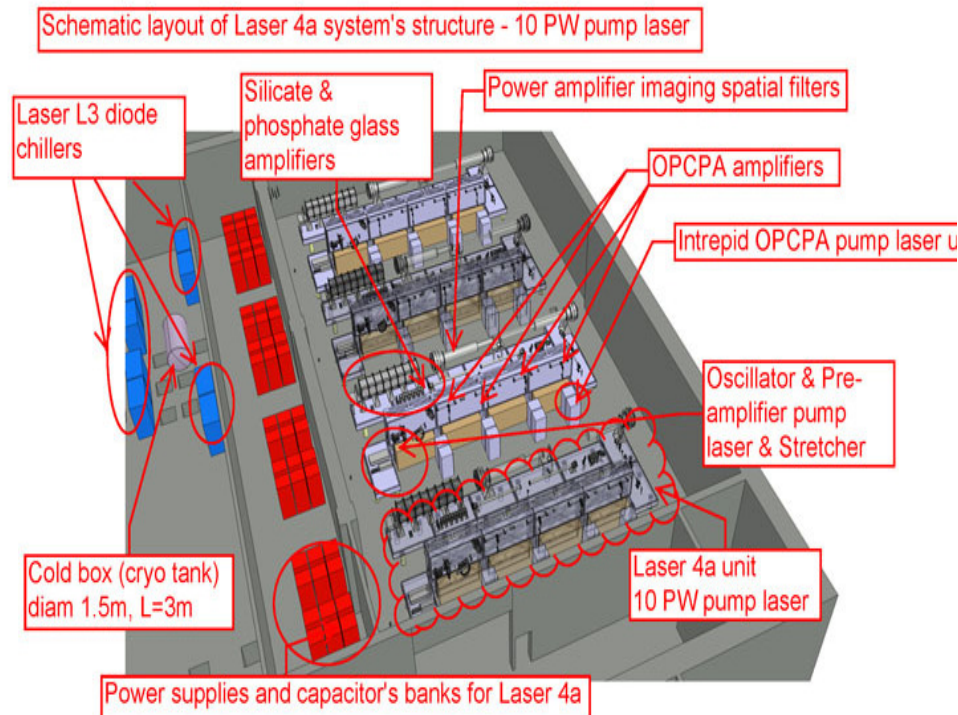 Schematic layout of Laser 4a system's structure - 10 PW pump laser
Laser L3 diode
chillers
Silicate &
phosphate glass
amplifiers
Power amplifier imaging spatial filters
OPCPA amplifiers
Intrepid OPCPA pump laser u
Oscillator & Pre-
amplifier pump
laser & Stretcher
Cold box (cryo tank)
diam 1.5m, L=3m
Laser 4a unit
10 PW pump laser
Power supplies and capacitor's banks for Laser 4a